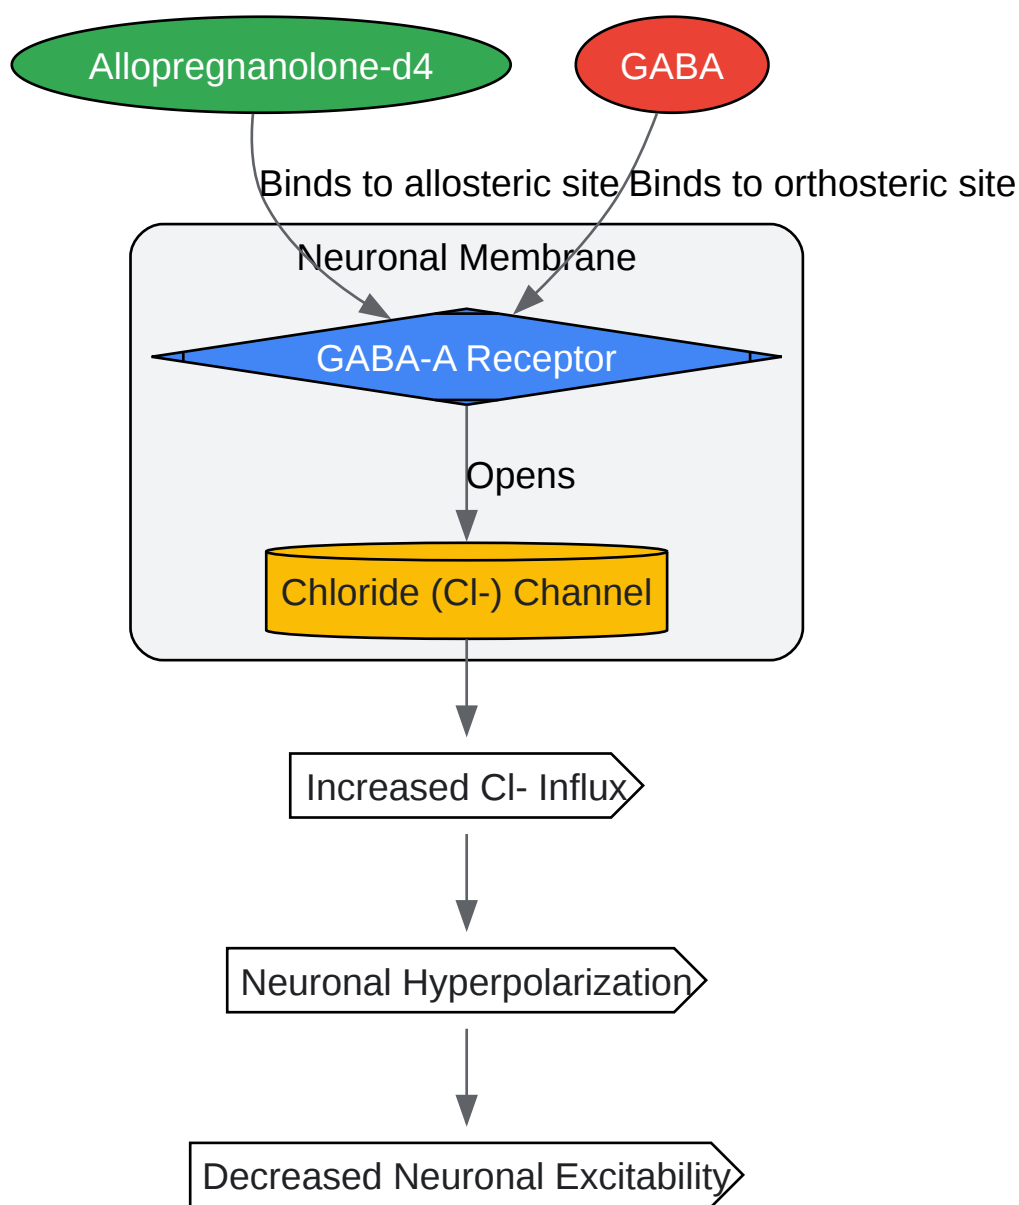 Allopregnanolone-d4
GABA
Binds to allosteric site
Binds to orthosteric site
Neuronal Membrane
GABA-A Receptor
Opens
Chloride (Cl-) Channel
Increased Cl- Influx
Neuronal Hyperpolarization
Decreased Neuronal Excitability